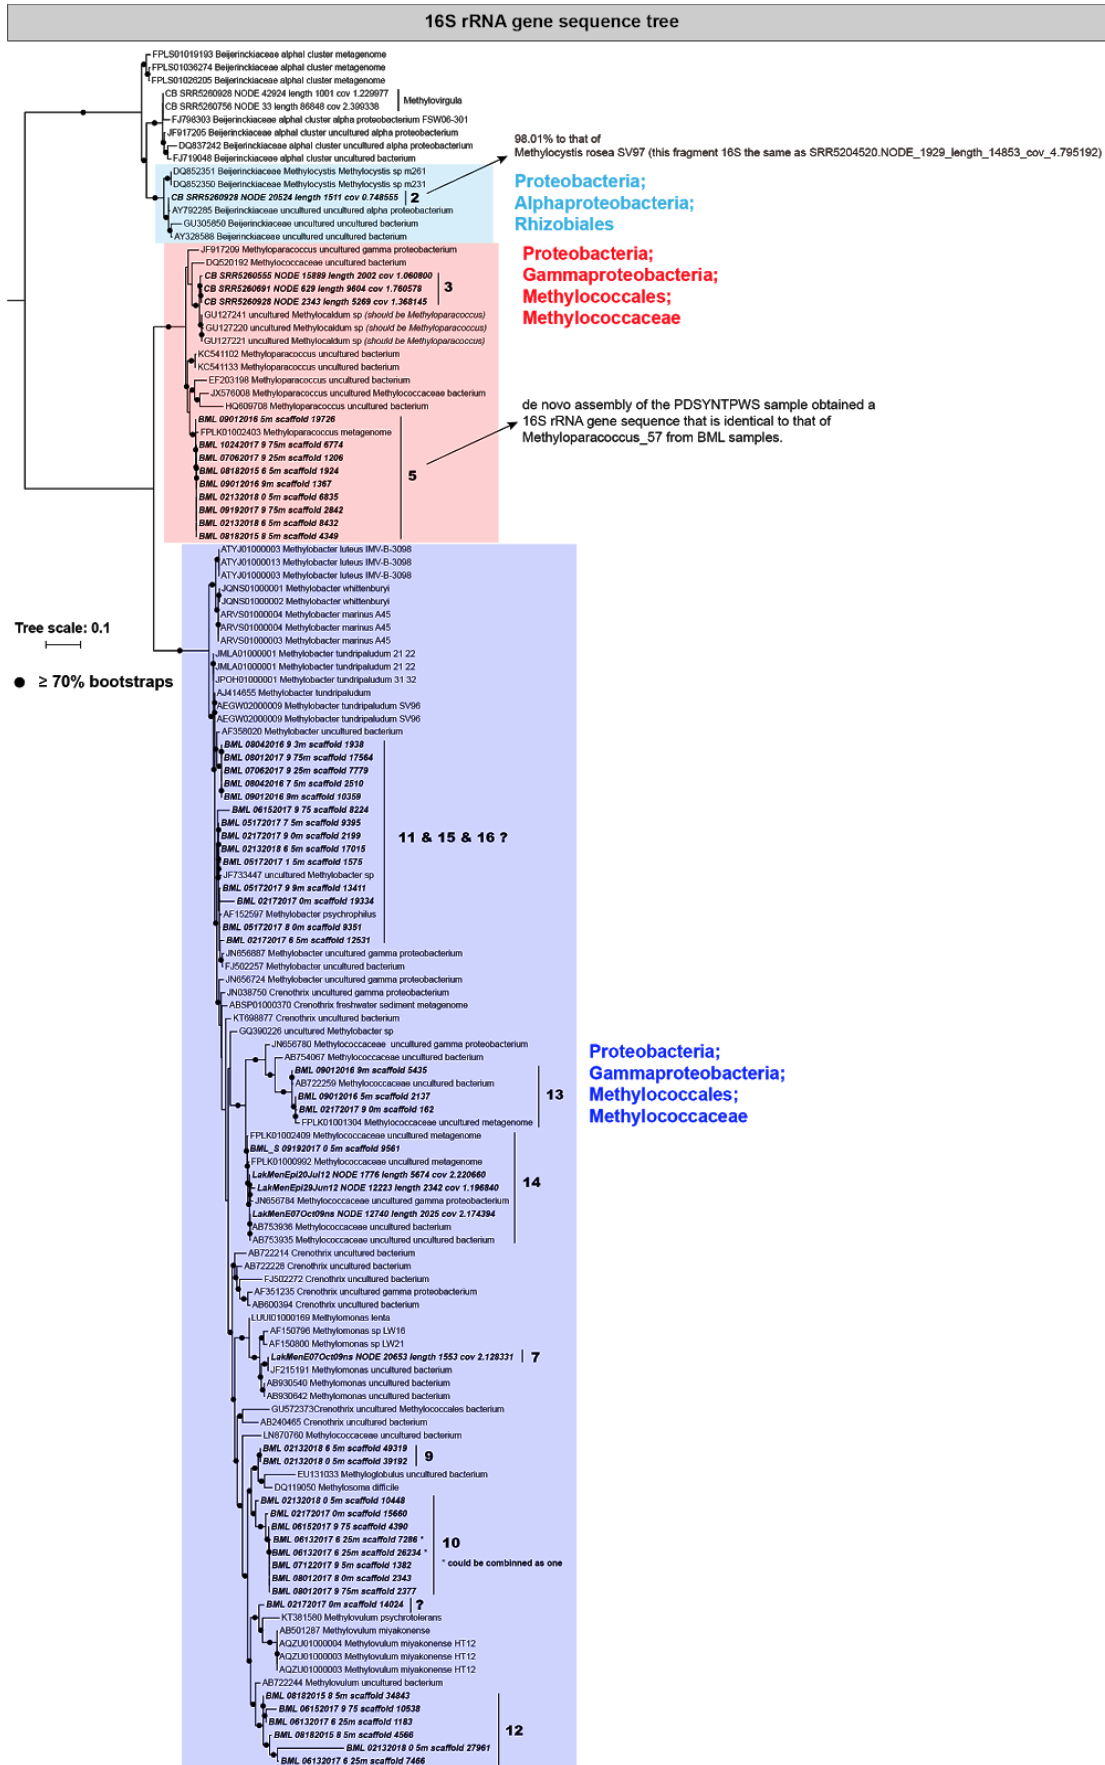 16S rRNA gene sequence tree
FPLS01019193 Beijerinckiaceae alphal cluster metagenome
FPLS01036274 Beijerinckiaceae alphal cluster metagenome
FPLS01026205 Beijerinckiaceae alphal cluster metagenome
CB SRR5260928 NODE 42924 length 1001 cov 1.229977
CB SRR5260756 NODE 33 length 86848 cov 2.399338
Methylovirgula
FJ798303 Beijerinckiaceae alphal cluster alpha proteobacterium FSW06-301
JF917205 Beijerinckiaceae alphal cluster uncultured alpha proteobacterium
DQ837242 Beijerinckiaceae alphal cluster alpha proteobacterium
FJ719048 Beijerinckiaceae alphal cluster uncultured bacterium
DQ852351 Beijerinckiaceae Methylocystis Methylocystis sp m261
DQ852350 Beijerinckiaceae Methylocystis Methylocystis sp m231
CB SRR5260928 NODE 20524 length 1511 cov 0.748555
2
AY792285 Beijerinckiaceae uncultured uncultured alpha proteobacterium
GU305850 Beijerinckiaceae uncultured uncultured bacterium
AY328588 Beijerinckiaceae uncultured uncultured bacterium
98.01% to that of
Methylocystis rosea SV97 (this fragment 16S the same as SRR5204520.NODE_1929_length_14853_cov_4.795192)
Proteobacteria;
Alphaproteobacteria;
Rhizobiales
JF917209 Methyloparacoccus uncultured gamma proteobacterium
DQ520192 Methylococcaceae uncultured bacterium
CB SRR5260555 NODE 15889 length 2002 cov 1.060800
CB SRR5260691 NODE 629 length 9604 cov 1.760578
CB SRR5260928 NODE 2343 length 5269 cov 1.368145
3
GU127241 uncultured Methylocaldum sp (should be Methyloparacoccus)
GU127220 uncultured Methylocaldum sp (should be Methyloparacoccus)
GU127221 uncultured Methylocaldum sp (should be Methyloparacoccus)
KC541102 Methyloparacoccus uncultured bacterium
KC541133 Methyloparacoccus uncultured bacterium
EF203198 Methyloparacoccus uncultured bacterium
JX576008 Methyloparacoccus uncultured Methylococcaceae bacterium
HQ609708 Methyloparacoccus uncultured bacterium
BML 09012016 5m scaffold 19726
FPLK01002403 Methyloparacoccus metagenome
BML 10242017 9 75m scaffold 6774
BML 07062017 9 25m scaffold 1206
BML 08182015 6 5m scaffold 1924
BML 09012016 9m scaffold 1367
BML 02132018 0 5m scaffold 6835
BML 09192017 9 75m scaffold 2842
BML 02132018 6 5m scaffold 8432
BML 08182015 8 5m scaffold 4349
5
Proteobacteria;
Gammaproteobacteria;
Methylococcales;
Methylococcaceae
de novo assembly of the PDSYNTPWS sample obtained a
16S rRNA gene sequence that is identical to that of
Methyloparacoccus_57 from BML samples.
Tree scale: 0.1
≥ 70% bootstraps
ATYJ01000003 Methylobacter luteus IMV-B-3098
ATYJ01000013 Methylobacter luteus IMV-B-3098
ATYJ01000003 Methylobacter luteus IMV-B-3098
JQNS01000001 Methylobacter whittenburyi
JQNS01000002 Methylobacter whittenburyi
ARVS01000004 Methylobacter marinus A45
ARVS01000004 Methylobacter marinus A45
ARVS01000003 Methylobacter marinus A45
JMLA01000001 Methylobacter tundripaludum 21 22
JMLA01000001 Methylobacter tundripaludum 21 22
JPOH01000001 Methylobacter tundripaludum 31 32
AJ414655 Methylobacter tundripaludum
AEGW02000009 Methylobacter tundripaludum SV96
AEGW02000009 Methylobacter tundripaludum SV96
AF358020 Methylobacter uncultured bacterium
BML 08042016 9 3m scaffold 1938
BML 08012017 9 75m scaffold 17564
BML 07062017 9 25m scaffold 7779
BML 08042016 7 5m scaffold 2510
BML 09012016 9m scaffold 10359
BML 06152017 9 75 scaffold 8224
BML 05172017 7 5m scaffold 9395
BML 02172017 9 0m scaffold 2199
BML 02132018 6 5m scaffold 17015
BML 05172017 1 5m scaffold 1575
JF733447 uncultured Methylobacter sp
BML 05172017 9 9m scaffold 13411
BML 02172017 0m scaffold 19334
AF152597 Methylobacter psychrophilus
BML 05172017 8 0m scaffold 9351
BML 02172017 6 5m scaffold 12531
11 & 15 & 16 ?
JN656887 Methylobacter uncultured gamma proteobacterium
FJ502257 Methylobacter uncultured bacterium
JN656724 Methylobacter uncultured gamma proteobacterium
JN038750 Crenothrix uncultured gamma proteobacterium
ABSP01000370 Crenothrix freshwater sediment metagenome
KT698877 Crenothrix uncultured bacterium
GQ390226 uncultured Methylobacter sp
JN656780 Methylococcaceae uncultured gamma proteobacterium
AB754067 Methylococcaceae uncultured bacterium
BML 09012016 9m scaffold 5435
AB722259 Methylococcaceae uncultured bacterium
BML 09012016 5m scaffold 2137
BML 02172017 9 0m scaffold 162
FPLK01001304 Methylococcaceae uncultured metagenome
13
Proteobacteria;
Gammaproteobacteria;
Methylococcales;
Methylococcaceae
FPLK01002409 Methylococcaceae uncultured metagenome
BML_S 09192017 0 5m scaffold 9561
FPLK01000992 Methylococcaceae uncultured metagenome
LakMenEpi20Jul12 NODE 1776 length 5674 cov 2.220660
LakMenEpi29Jun12 NODE 12223 length 2342 cov 1.196840
JN656784 Methylococcaceae uncultured gamma proteobacterium
LakMenE07Oct09ns NODE 12740 length 2025 cov 2.174394
AB753936 Methylococcaceae uncultured bacterium
AB753935 Methylococcaceae uncultured uncultured bacterium
14
AB722214 Crenothrix uncultured bacterium
AB722228 Crenothrix uncultured bacterium
FJ502272 Crenothrix uncultured bacterium
AF351235 Crenothrix uncultured gamma proteobacterium
AB600394 Crenothrix uncultured bacterium
LUUI01000169 Methylomonas lenta
AF150796 Methylomonas sp LW16
AF150800 Methylomonas sp LW21
LakMenE07Oct09ns NODE 20653 length 1553 cov 2.128331
7
JF215191 Methylomonas uncultured bacterium
AB930540 Methylomonas uncultured bacterium
AB930642 Methylomonas uncultured bacterium
GU572373Crenothrix uncultured Methylococcales bacterium
AB240465 Crenothrix uncultured bacterium
LN870760 Methylococcaceae uncultured bacterium
BML 02132018 6 5m scaffold 49319
BML 02132018 0 5m scaffold 39192
9
EU131033 Methyloglobulus uncultured bacterium
DQ119050 Methylosoma difficile
BML 02132018 0 5m scaffold 10448
BML 02172017 0m scaffold 15660
BML 06152017 9 75 scaffold 4390
BML 06132017 6 25m scaffold 7286 *
BML 06132017 6 25m scaffold 26234 *
BML 07122017 9 5m scaffold 1382
BML 08012017 8 0m scaffold 2343
BML 08012017 9 75m scaffold 2377
10
* could be combinned as one
BML 02172017 0m scaffold 14024
?
KT381580 Methylovulum psychrotolerans
AB501287 Methylovulum miyakonense
AQZU01000004 Methylovulum miyakonense HT12
AQZU01000003 Methylovulum miyakonense HT12
AQZU01000003 Methylovulum miyakonense HT12
AB722244 Methylovulum uncultured bacterium
BML 08182015 8 5m scaffold 34843
BML 06152017 9 75 scaffold 10538
BML 06132017 6 25m scaffold 1183
BML 08182015 8 5m scaffold 4566
BML 02132018 0 5m scaffold 27961
BML 06132017 6 25m scaffold 7466
12